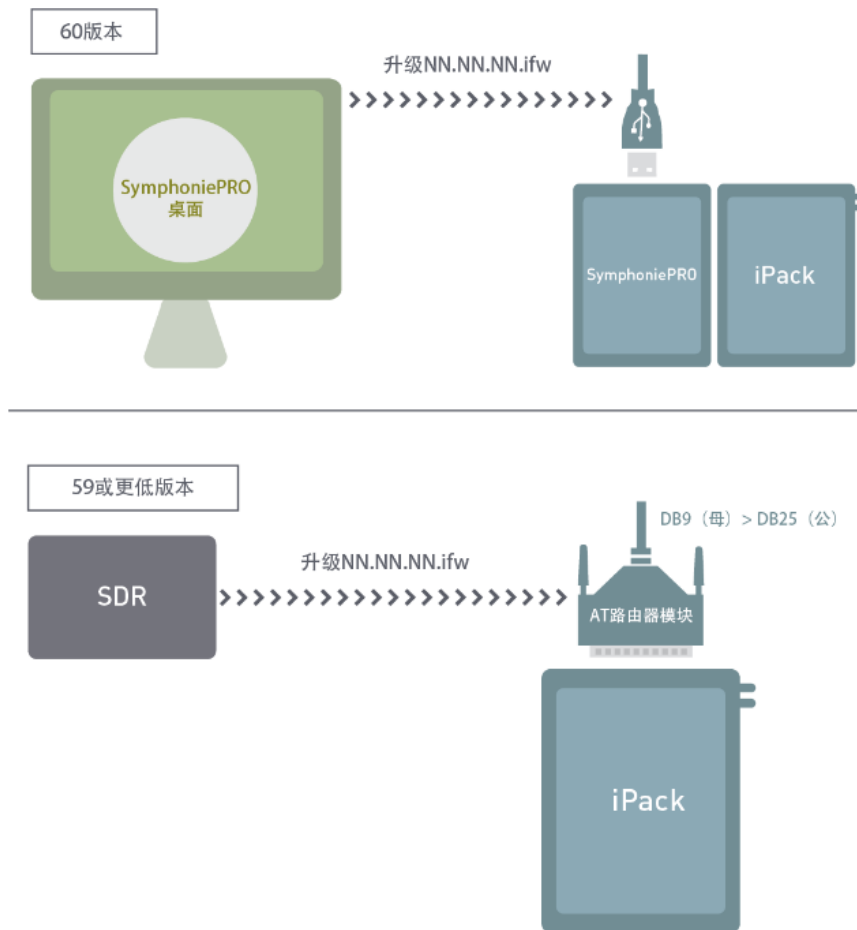 60版本
升级NN.NN.NN.ifw
SymphoniePRO
桌面
SymphoniePRO
iPack
59或更低版本
DB9（母）> DB25（公）
升级NN.NN.NN.ifw
SDR
AT路由器模块
iPack